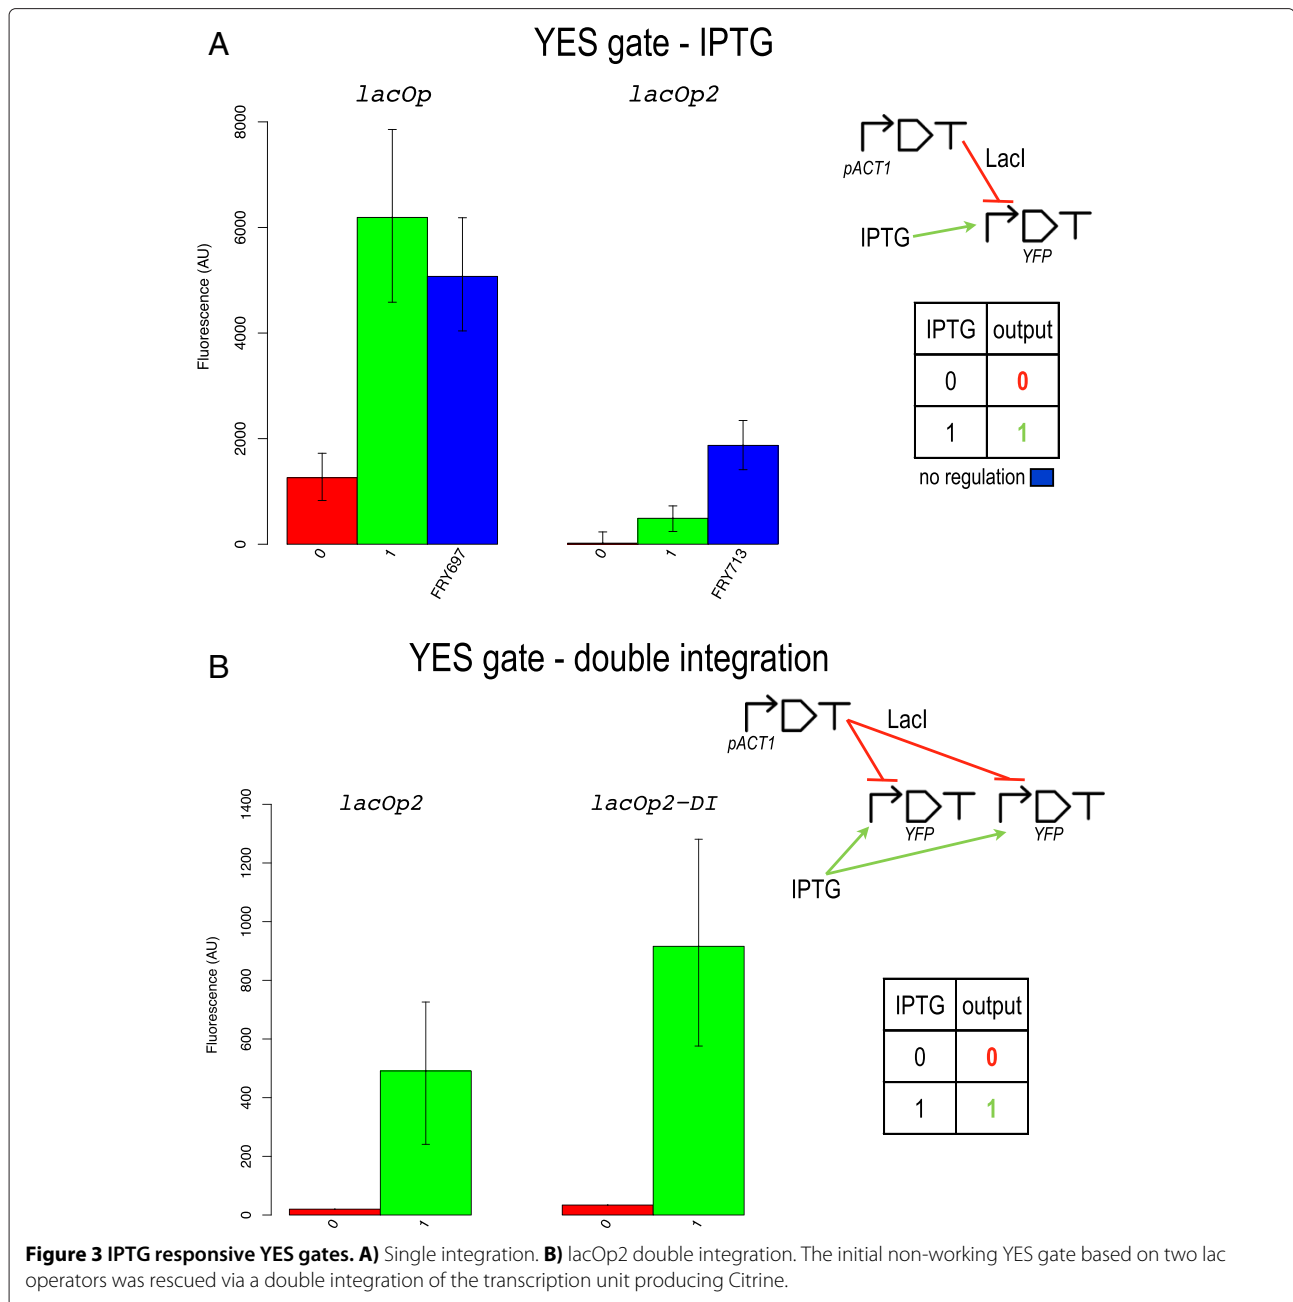 A
YES gate - IPTG
lacOp
lacOp2
Fluorescence (AU)
8000
6000
4000
2000
0
0
1
FRY697
0
1
FRY713
pACT1
LacI
IPTG
YFP
IPTG output
0 0
1 1
no regulation
B
YES gate - double integration
lacOp2
lacOp2-DI
Fluorescence (AU)
1400
1200
1000
800
600
400
200
0
0
1
0
1
pACT1
LacI
YFP
YFP
IPTG
IPTG output
0 0
1 1
Figure 3 IPTG responsive YES gates. A) Single integration. B) lacOp2 double integration. The initial non-working YES gate based on two lac
operators was rescued via a double integration of the transcription unit producing Citrine.